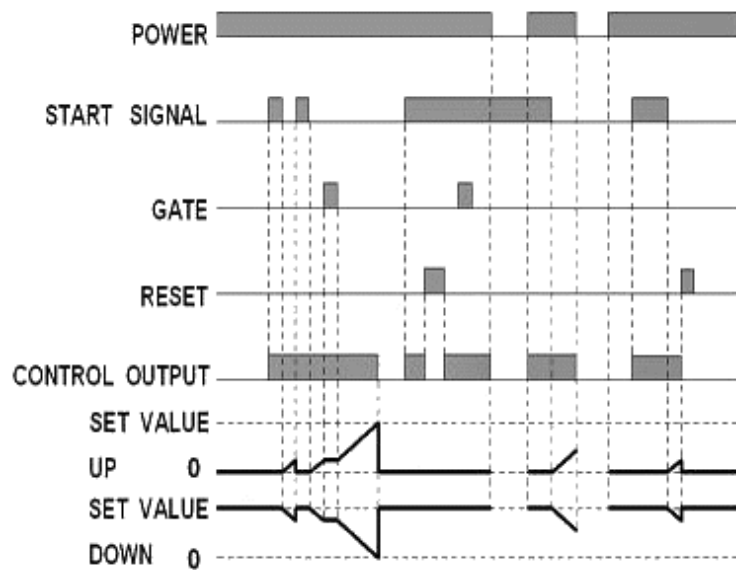 POWER
START SIGNAL
GATE
RESET
CONTROL OUTPUT
SET VALUE
UP 0
SET VALUE
DOWN 0